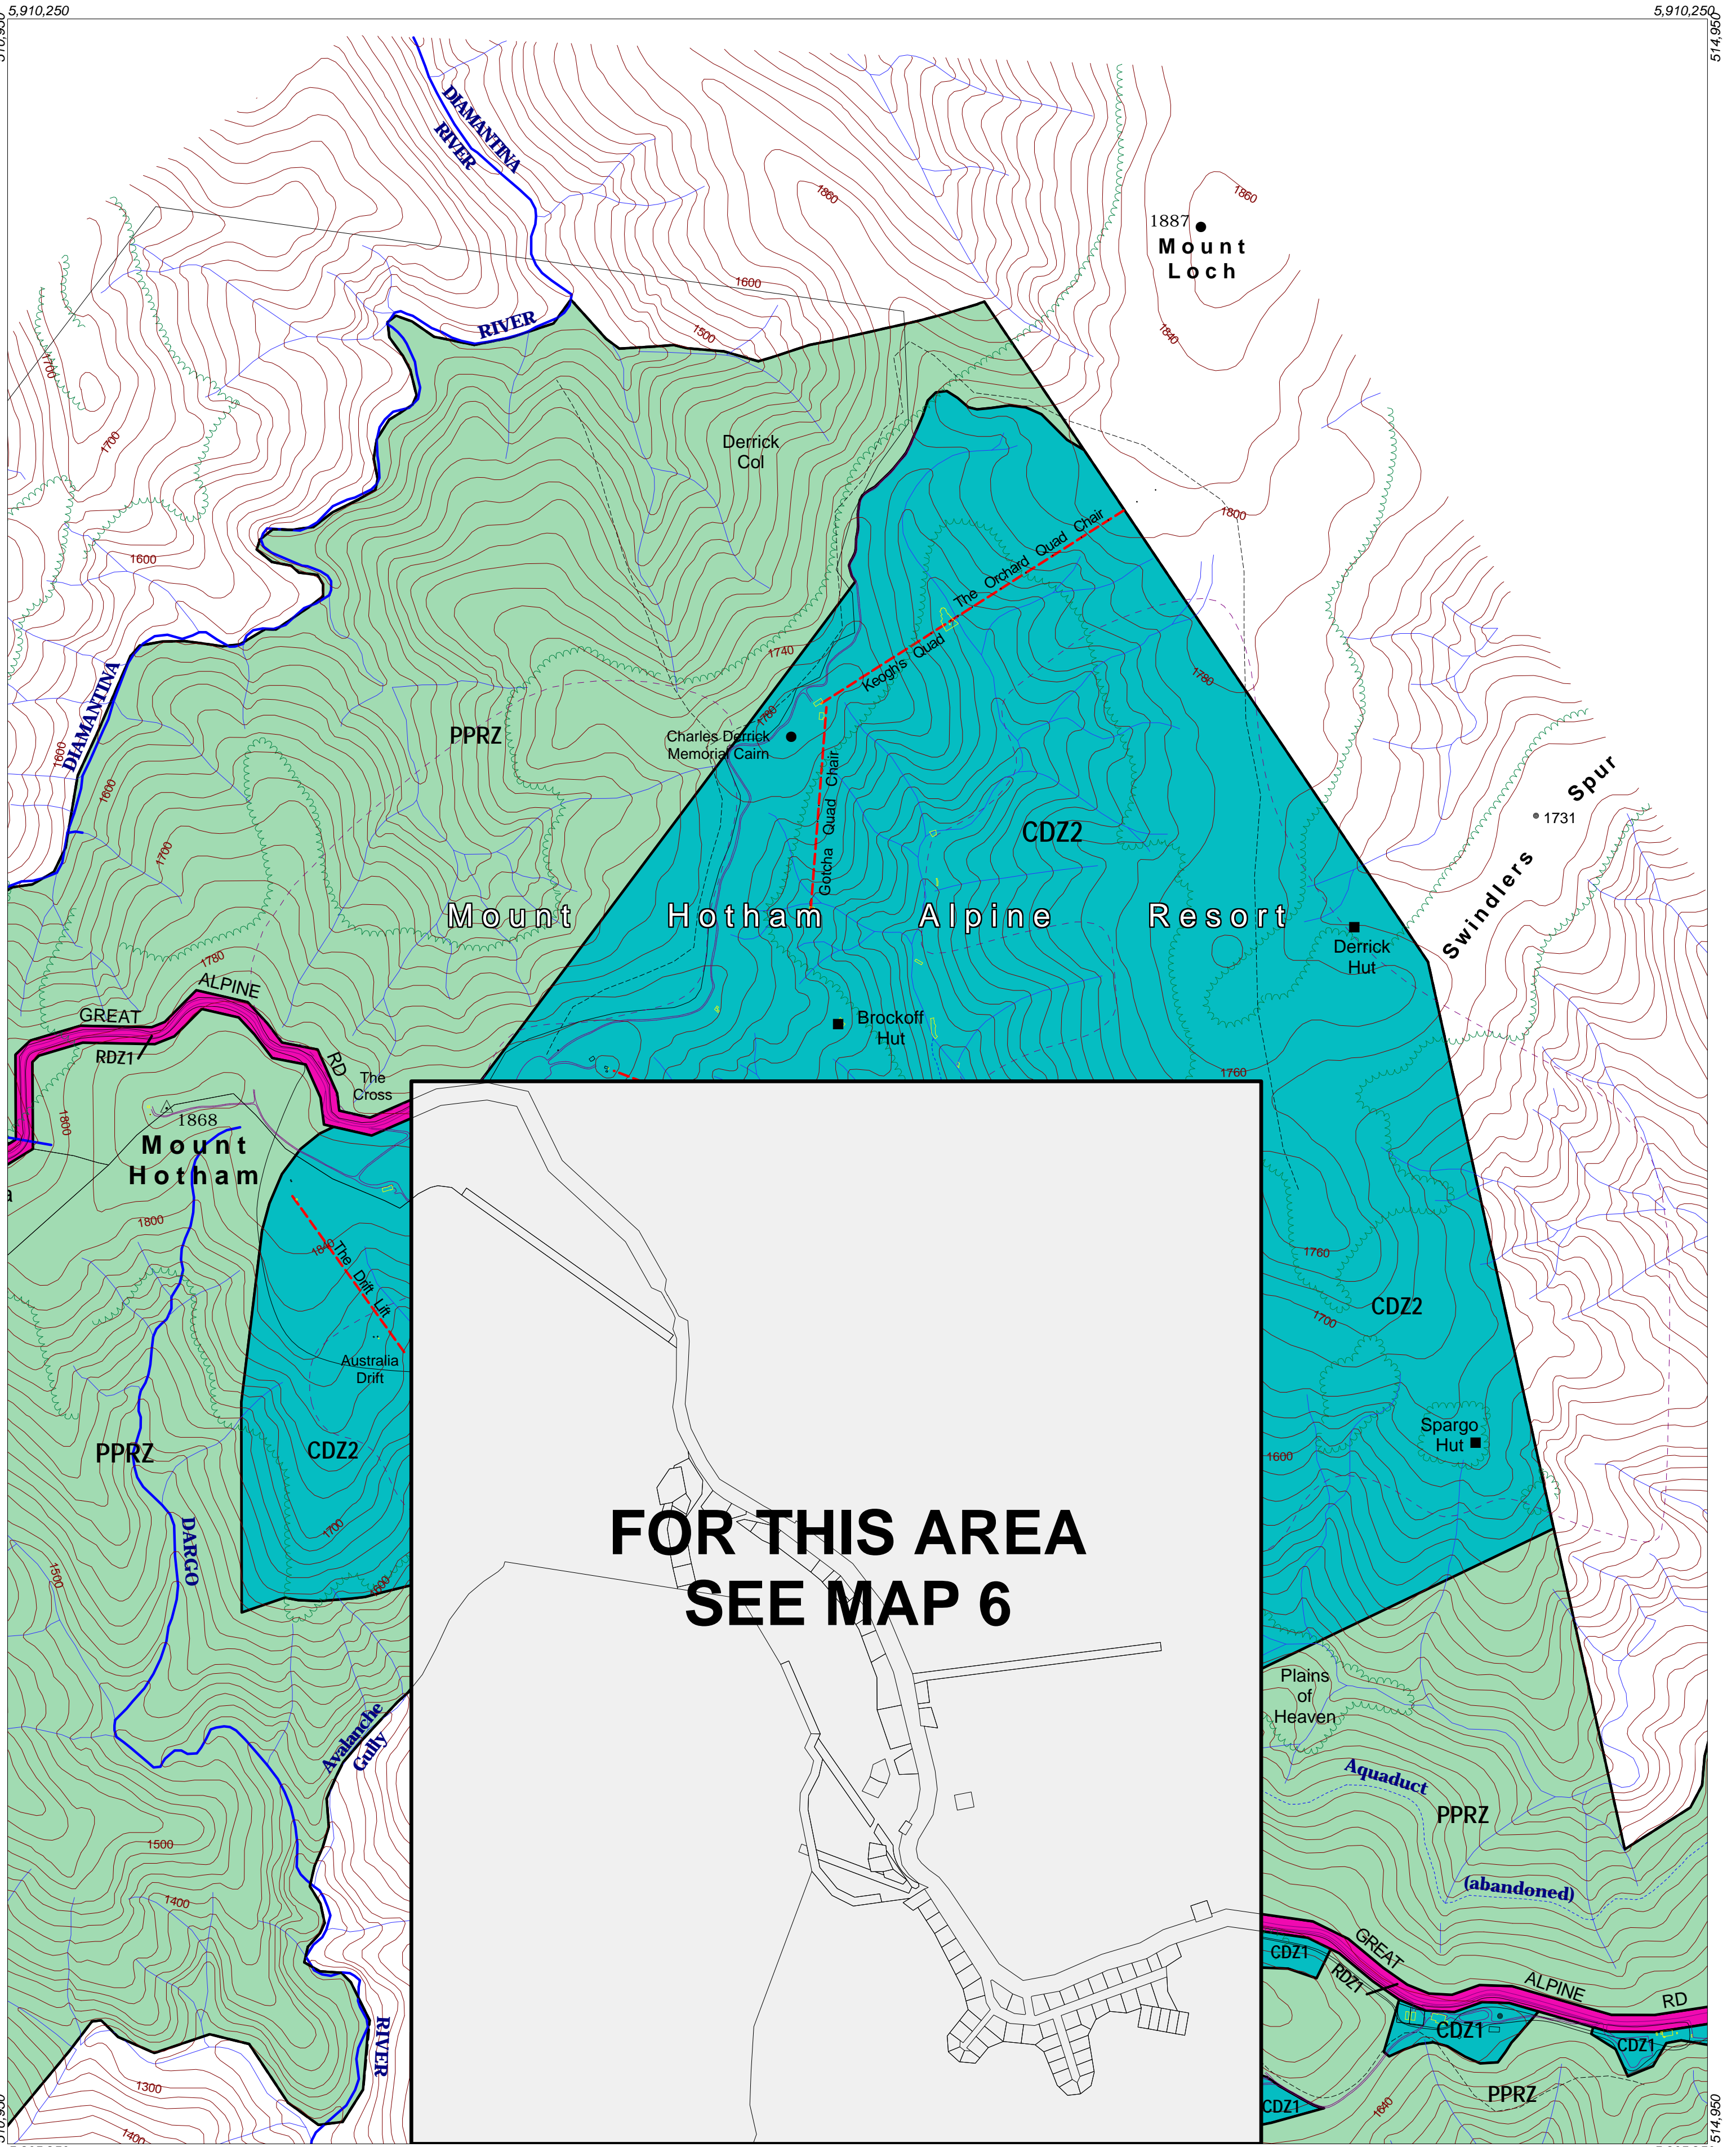 5,910,250
5,910,250
514,950
DIAMANTINA
RIVER
1860
1860
1887
Mount
Loch
1600
RIVER
1500
1840
1700
1700
Derrick
Col
1800
The Orchard Quad Chair
1600
Keoghs Quad
1740
1780
DIAMANTINA
1600
1600
PPRZ
1780
Charles Derrick
Memorial Cairn
Gotcha Quad Chair
CDZ2
Spur
1731
Swindlers
1700
Mount Hotham Alpine Resort
Derrick
Hut
1780
ALPINE
GREAT
RD
RDZ1
Brockoff
Hut
The
Cross
1760
1800
1868
Mount
Hotham
1800
1840
The Drift Lift
1760
CDZ2
1700
Australia
Drift
Spargo
Hut
PPRZ
CDZ2
1600
1700
DARGO
FOR THIS AREA
SEE MAP 6
1500
1600
Plains
of
Heaven
Avalanche
Gully
Aquaduct
PPRZ
1500
(abandoned)
1400
GREAT
CDZ1
RDZ1
ALPINE
RD
CDZ1
CDZ1
RIVER
1300
PPRZ
CDZ1
1640
1400
514,950